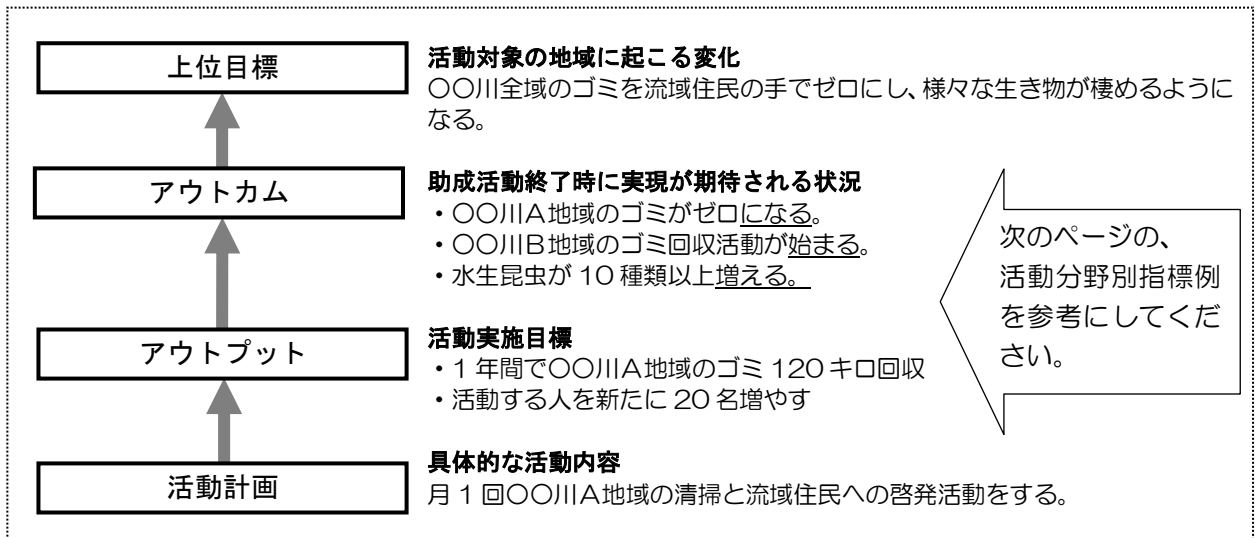 上位目標
活動対象の地域に起こる変化
〇〇川全域のゴミを流域住民の手でゼロにし、様々な生き物が棲めるように
なる。
アウトカム
助成活動終了時に実現が期待される状況
・〇〇川A地域のゴミがゼロになる。
・〇〇川B地域のゴミ回収活動が始まる。
・水生昆虫が10種類以上増える。
次のページの、
活動分野別指標例
を参考にしてくだ
さい。
アウトプット
活動実施目標
・1年間で〇〇川A地域のゴミ120キロ回収
・活動する人を新たに20名増やす
活動計画
具体的な活動内容
月1回〇〇川A地域の清掃と流域住民への啓発活動をする。